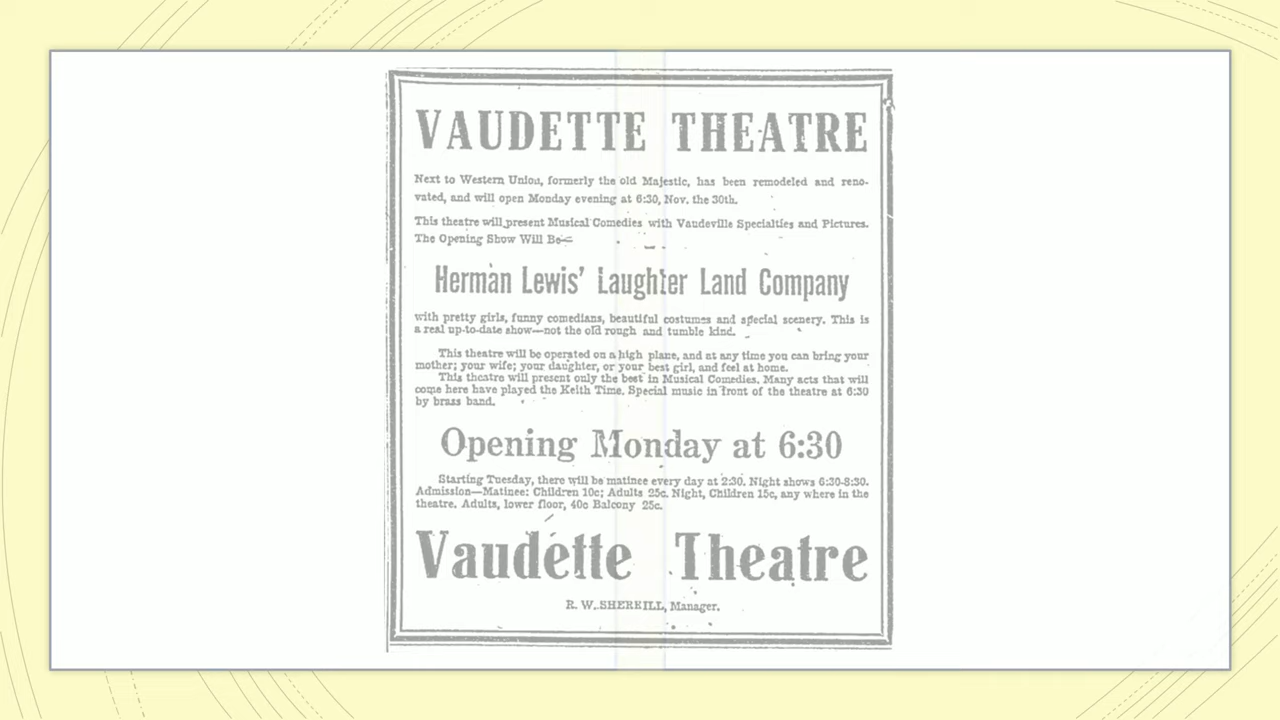 VAUDETTE THEATRE
Next to Western Union, formerly the old Majestic, has been remodeled and reno-
vated, and will open Monday evening at 6:30, Nov. the 30th.
This theatre will present Musical Comedies with Vaudeville Specialties and Pictures.
The Opening Show Will Be—
Herman Lewis' Laughter Land Company
with pretty girls, funny comedians, beautiful costumes and special scenery. This is
a real up-to-date show—not the old rough and tumble kind.
This theatre will be operated on a high plane, and at any time you can bring your
mother; your wife; your daughter, or your best girl, and feel at home.
This theatre will present only the best in Musical Comedies. Many acts that will
come here have played the Keith Time. Special music in front of the theatre at 6:30
by brass band.
Opening Monday at 6:30
Starting Tuesday, there will be matinee every day at 2:30. Night shows 6:30-8:30.
Admission—Matinee: Children 10c; Adults 25c. Night, Children 15c, any where in the
theatre. Adults, lower floor, 40c Balcony 25c.
Vaudette Theatre
R. W. SHERRILL, Manager.